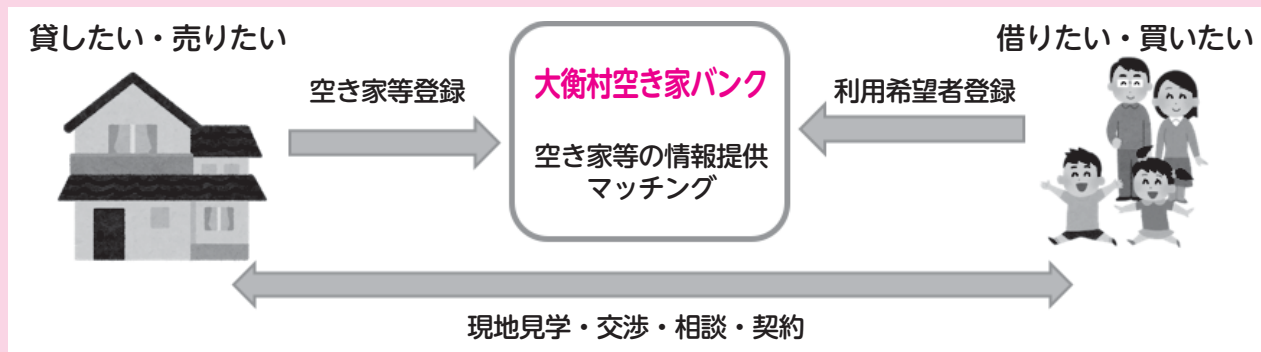 貸したい・売りたい
借りたい・買いたい
空き家等登録
大衡村空き家バンク
利用希望者登録
空き家等の情報提供
マッチング
現地見学・交渉・相談・契約